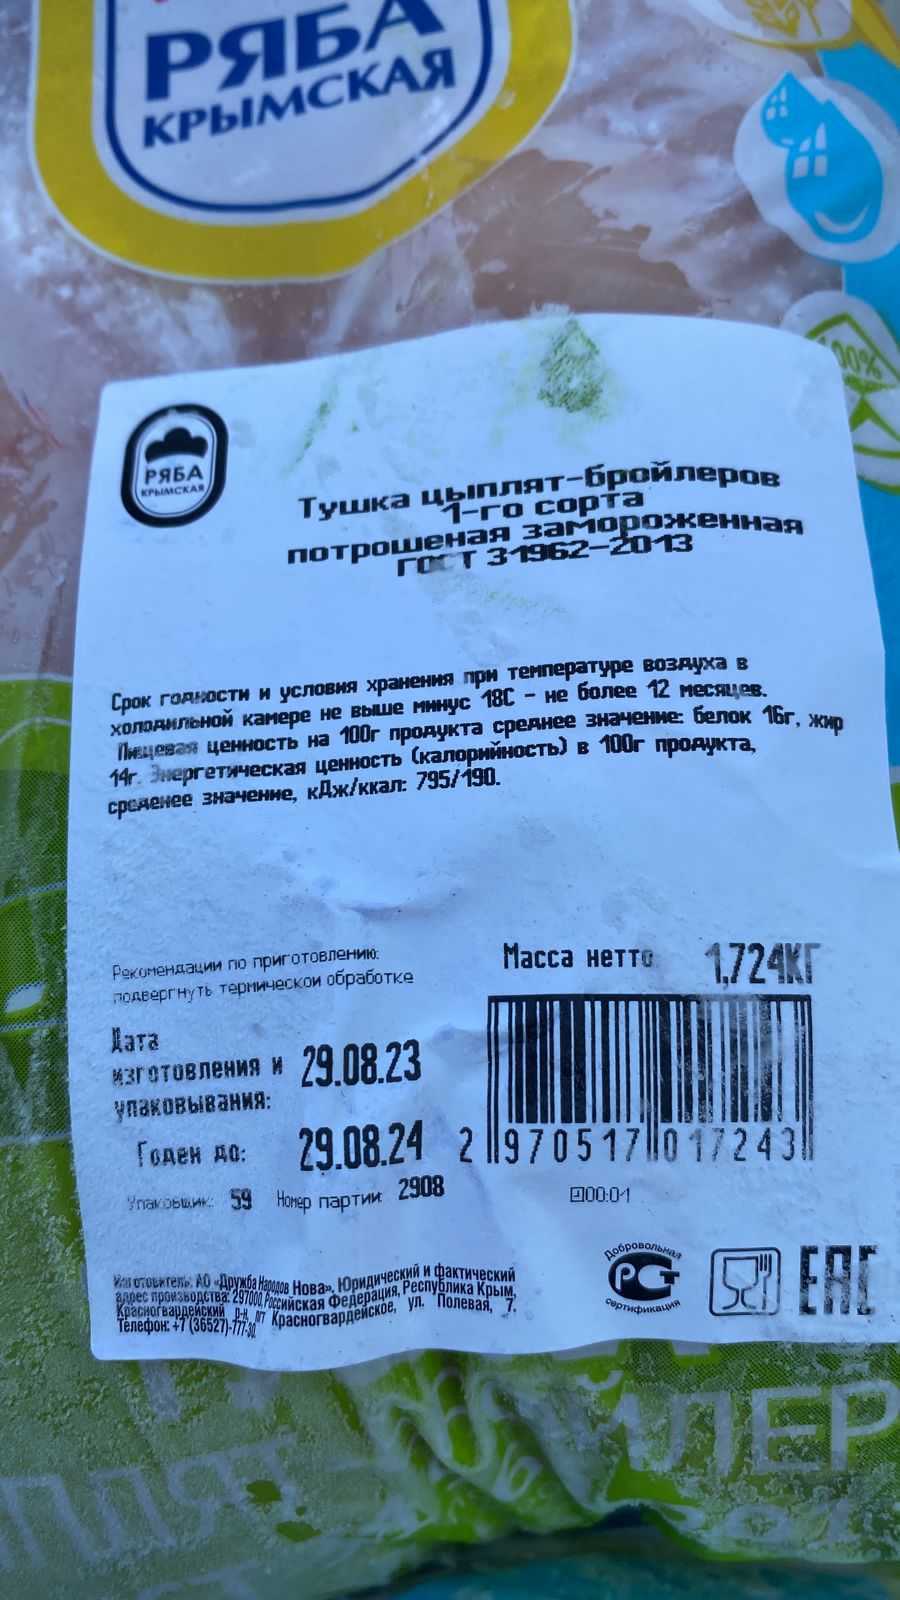 РЯБА
КРЫМСКАЯ
100%
РЯБА
КРЫМСКАЯ
Тушка цыплят-бройлеров
1-го сорта
потрошеная замороженная
ГОСТ 31962-2013
Срок годности и условия хранения при температуре воздуха в
холодильной камере не выше минус 18С - не более 12 месяцев.
Пищевая ценность на 100г продукта среднее значение: белок 16г, жир
14г. Энергетическая ценность (калорийность) в 100г продукта,
среденее значение, кДж/ккал: 795/190.
Рекомендации по приготовлению:
подвергнуть термической обработке
Масса нетто 1,724КГ
Дата
изготовления и
упаковывания: 29.08.23
Годен до: 29.08.24
2 970517 017243
Упаковщик: 59 Номер партии: 2908
00:01
Изготовитель: АО «Дружба Народов Нова». Юридический и фактический
адрес производства: 297000, Российская Федерация, Республика Крым,
Красногвардейский р-н, пгт Красногвардейское, ул. Полевая, 7.
Телефон: +7 (36527)-777-30.
Добровольная
РСТ
сертификация
ЕАС